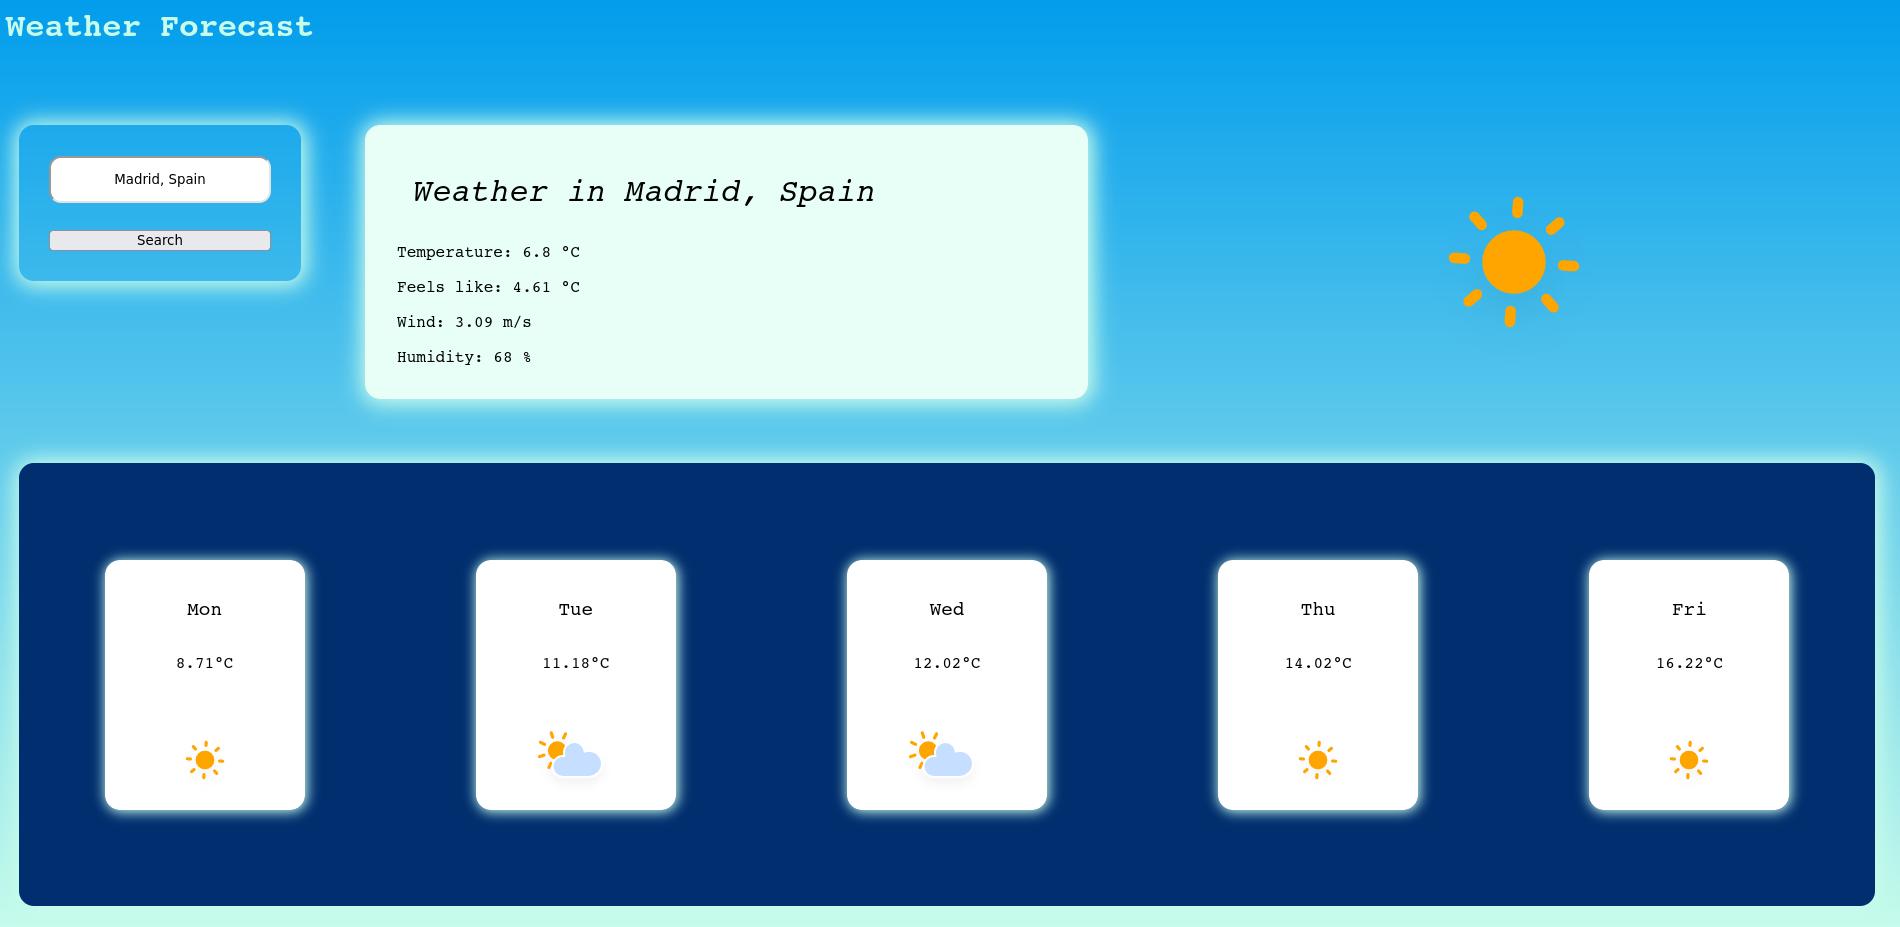 Weather Forecast
Madrid, Spain
Search
Weather in Madrid, Spain
Temperature: 6.8 °C
Feels like: 4.61 °C
Wind: 3.09 m/s
Humidity: 68 %
Mon
8.71°C
Tue
11.18°C
Wed
12.02°C
Thu
14.02°C
Fri
16.22°C